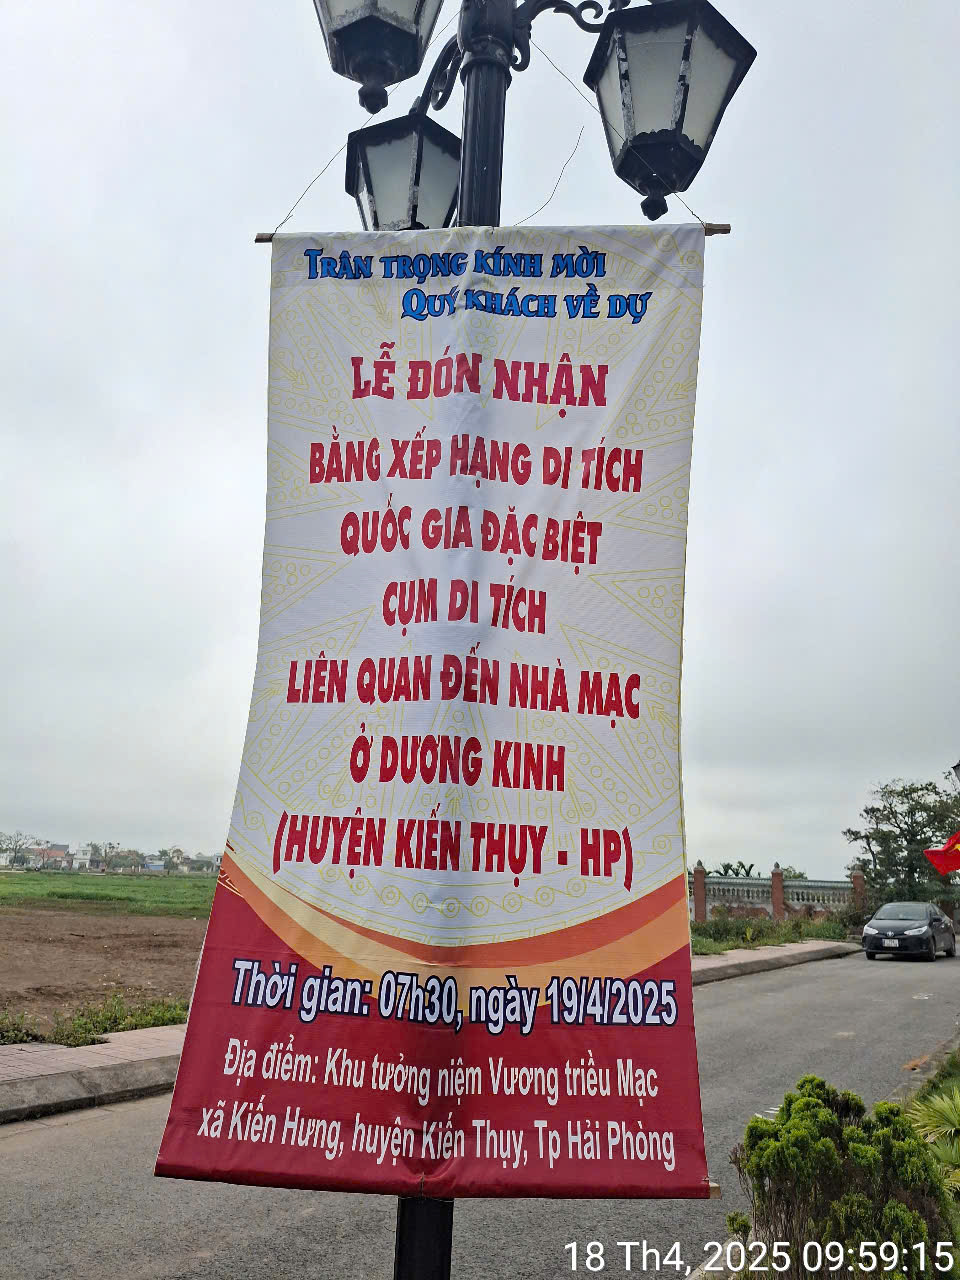 TRÂN TRỌNG KÍNH MỜI
QUÝ KHÁCH VỀ DỰ
LỄ ĐÓN NHẬN
BẰNG XẾP HẠNG DI TÍCH
QUỐC GIA ĐẶC BIỆT
CỤM DI TÍCH
LIÊN QUAN ĐẾN NHÀ MẠC
Ở DƯƠNG KINH
(HUYỆN KIẾN THỤY - HP)
Thời gian: 07h30, ngày 19/4/2025
Địa điểm: Khu tưởng niệm Vương triều Mạc
xã Kiến Hưng, huyện Kiến Thụy, Tp Hải Phòng
18 Th4, 2025 09:59:15